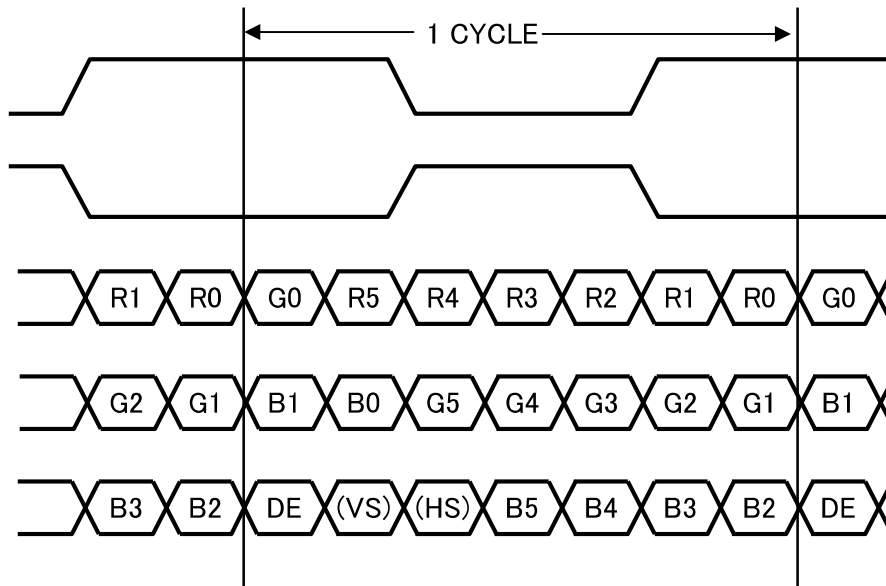 1 CYCLE
R1 R0 G0 R5 R4 R3 R2 R1 R0 G0
G2 G1 B1 B0 G5 G4 G3 G2 G1 B1
B3 B2 DE (VS) (HS) B5 B4 B3 B2 DE